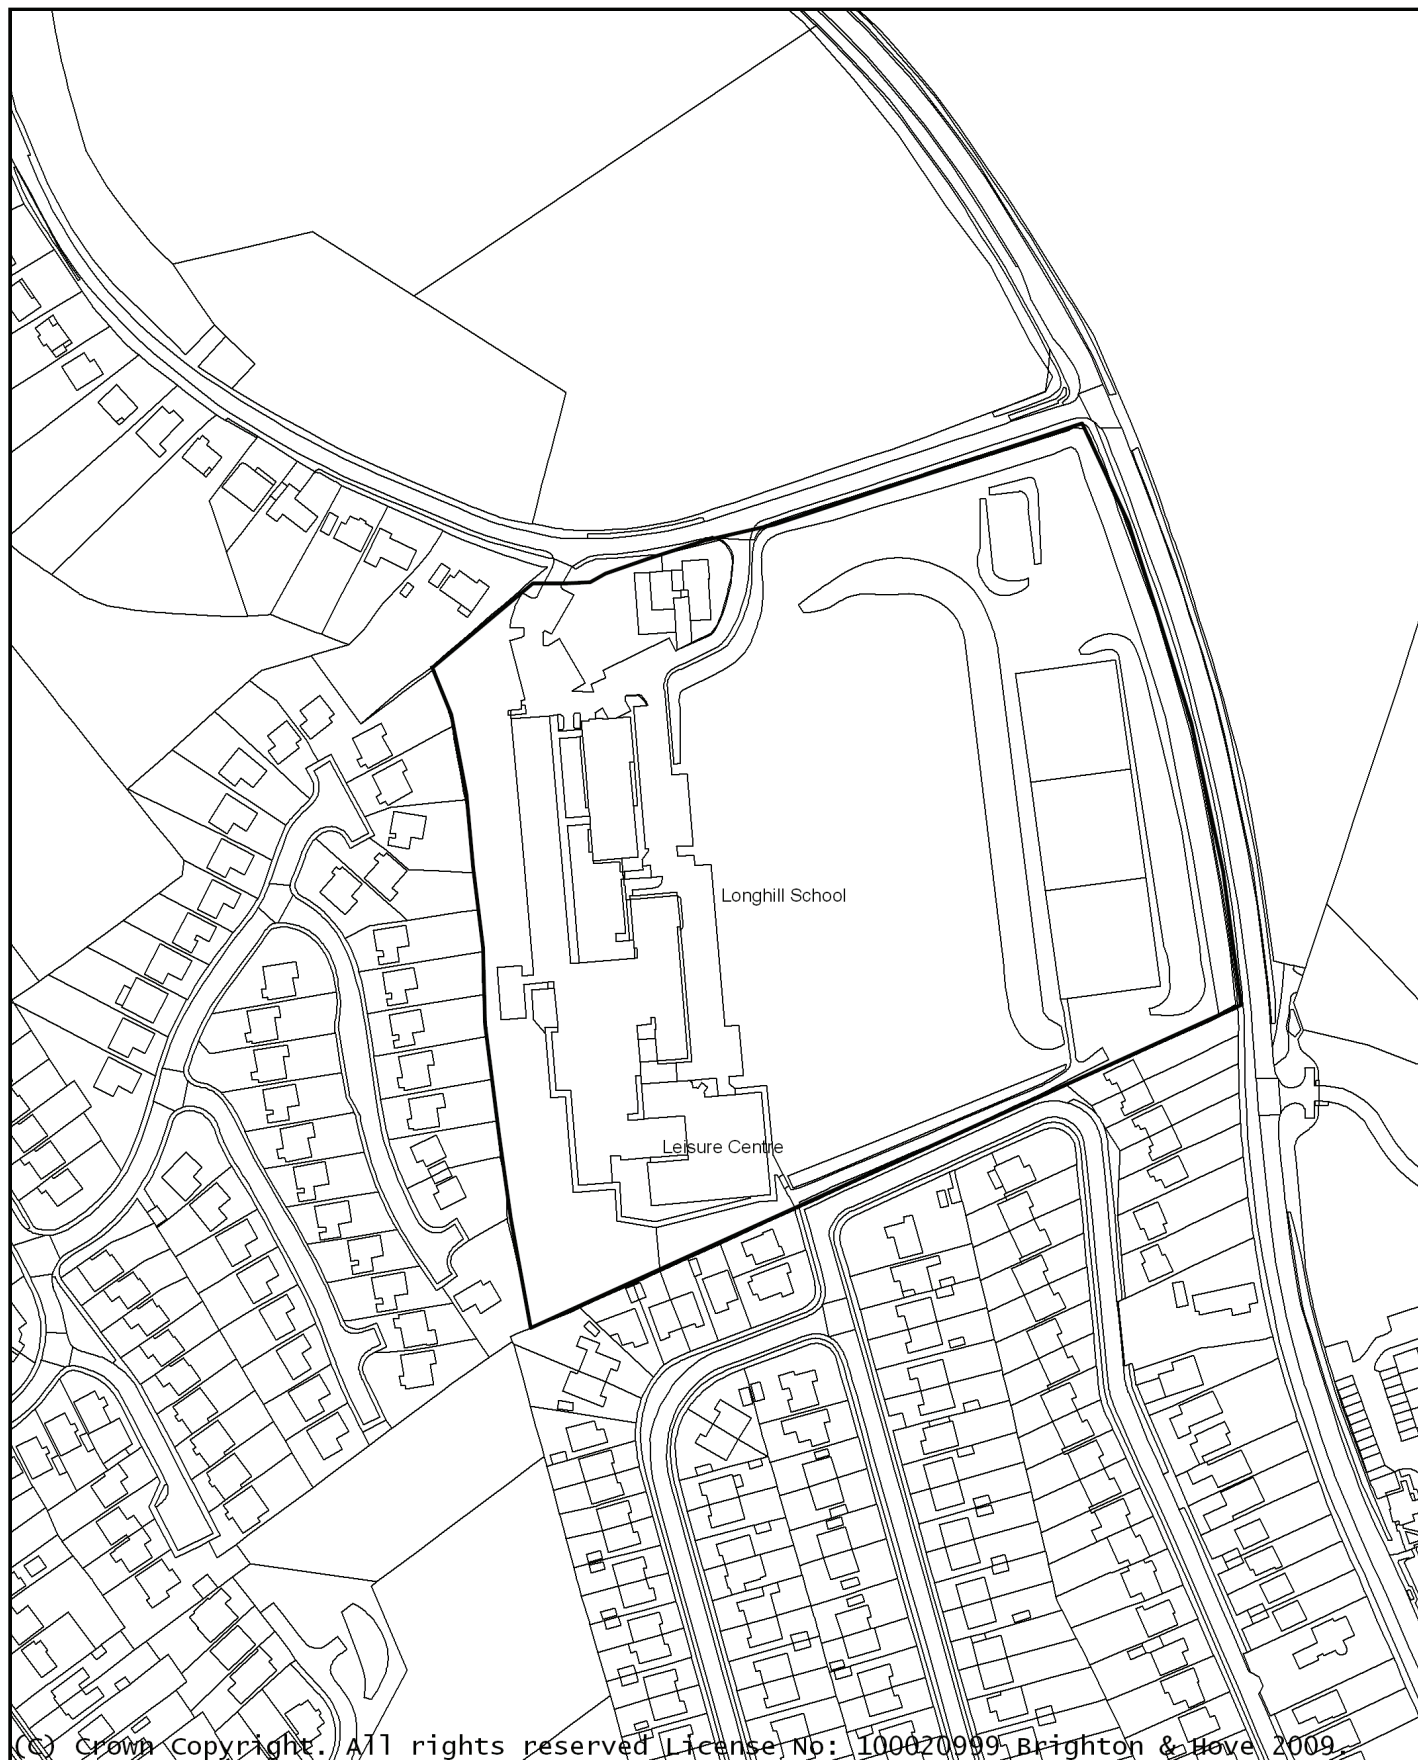 Longhill School
Leisure Centre
(C) Crown Copyright. All rights reserved License No: 100020999 Brighton & Hove 2009.